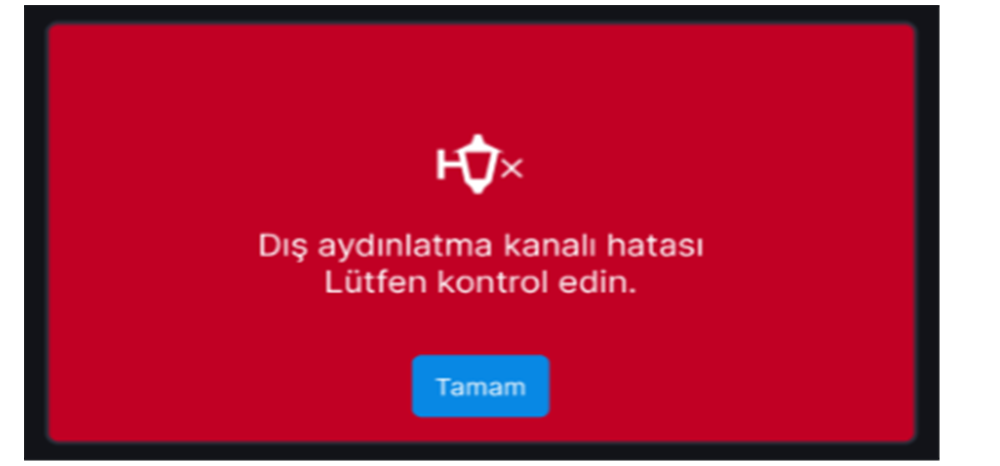 Dış aydınlatma kanalı hatası
Lütfen kontrol edin.
Tamam